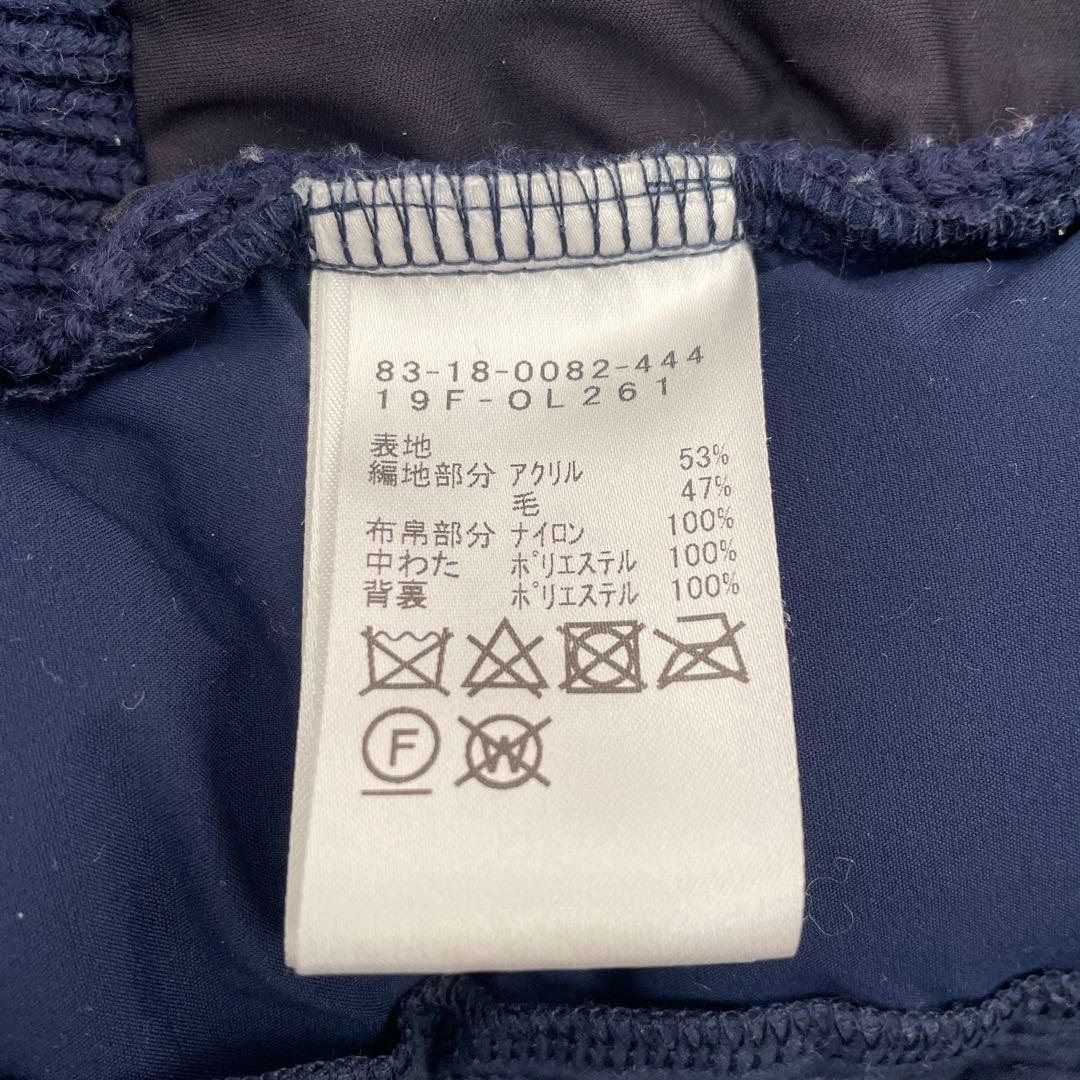 83-18-0082-444
19F-OL261
表地
編地部分 アクリル 53%
毛 47%
布帛部分 ナイロン 100%
中わた ポリエステル 100%
背裏 ポリエステル 100%
F W